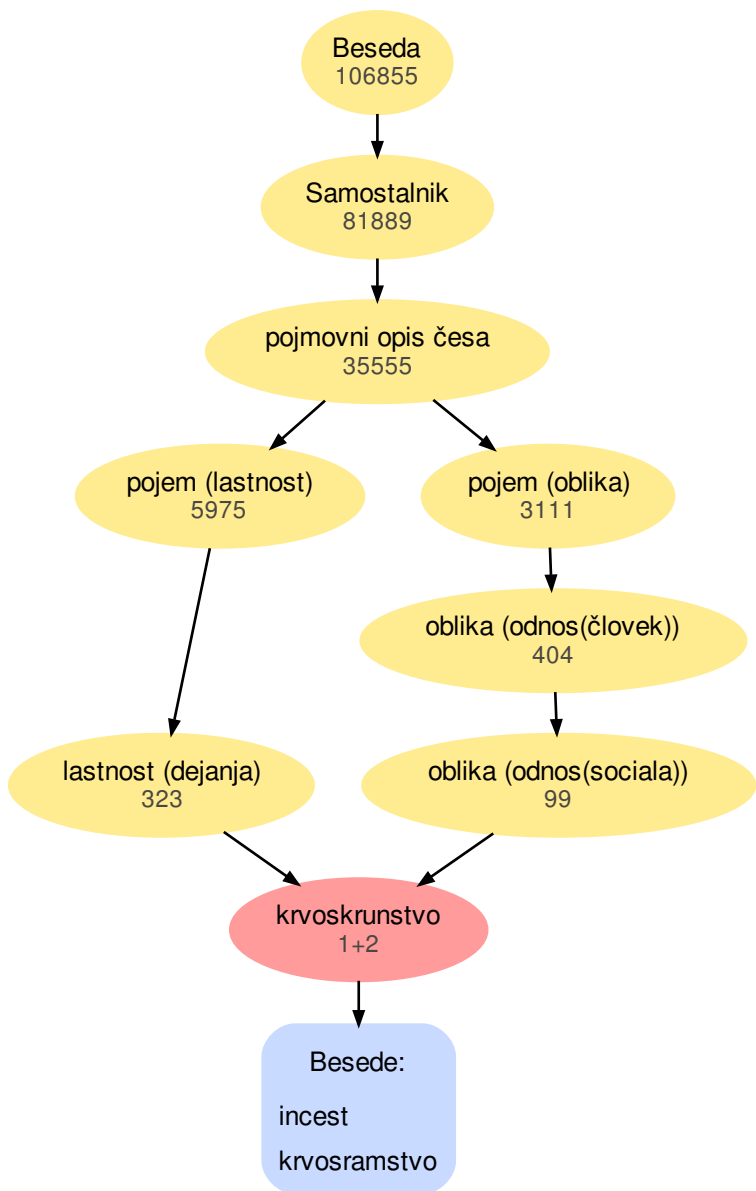 Beseda
106855
Samostalnik
81889
pojmovni opis česa
35555
pojem (lastnost)
5975
pojem (oblika)
3111
oblika (odnos(človek))
404
lastnost (dejanja)
323
oblika (odnos(sociala))
99
krvoskrunstvo
1+2
Besede:
incest
krvosramstvo